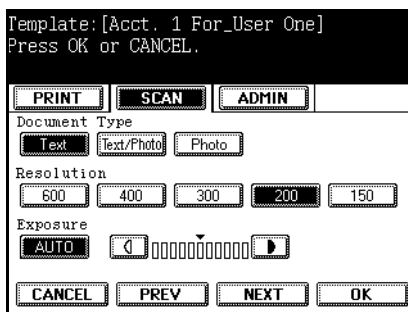 Template:[Acct. 1 For_User One]
Press OK or CANCEL.
PRINT SCAN ADMIN
Document Type
Text Text/Photo Photo
Resolution
600 400 300 200 150
Exposure
AUTO
CANCEL PREV NEXT OK